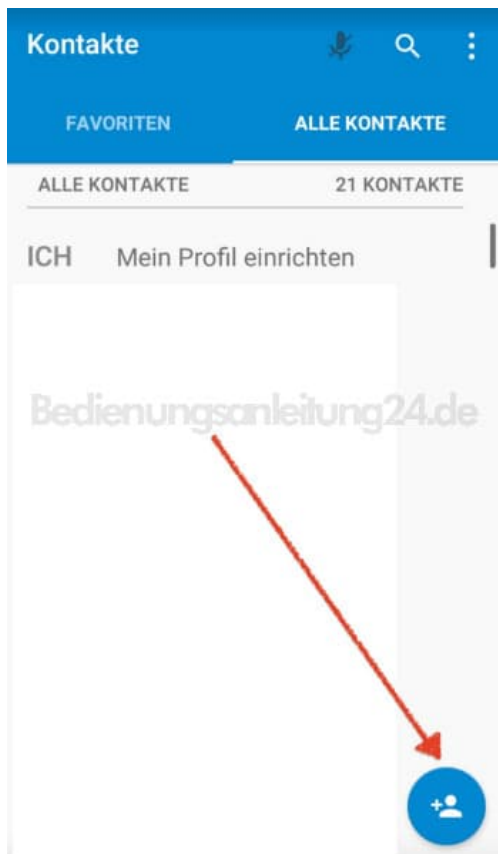 Kontakte
FAVORITEN ALLE KONTAKTE
ALLE KONTAKTE 21 KONTAKTE
ICH Mein Profil einrichten
Bedienungsanleitung24.de